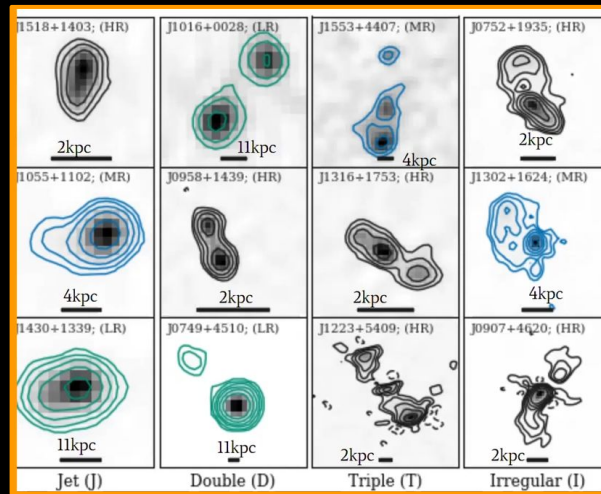 J1518+1403; (HR)
J1016+0028; (LR)
J1553+4407; (MR)
J0752+1935; (HR)
2kpc
11kpc
4kpc
2kpc
J1055+1102; (MR)
J0958+1439; (HR)
J1316+1753; (HR)
J1302+1624; (MR)
4kpc
2kpc
2kpc
4kpc
J1430+1339; (LR)
J0749+4510; (LR)
J1223+5409; (HR)
J0907+4620; (HR)
11kpc
11kpc
2kpc
2kpc
Jet (J)
Double (D)
Triple (T)
Irregular (I)